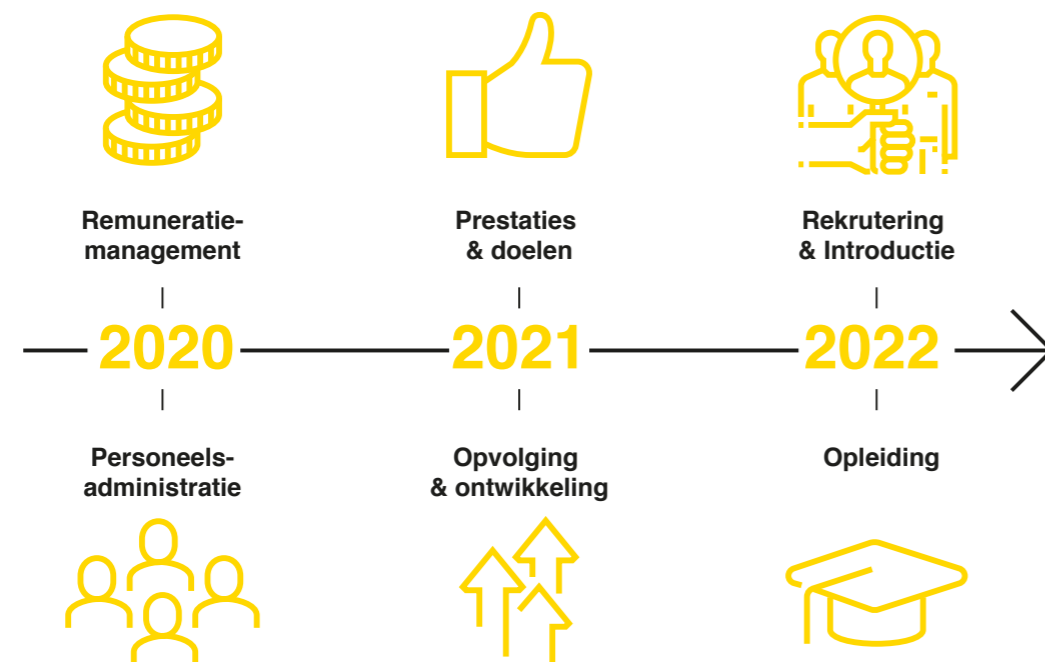 Remuneratie-
management
Prestaties
& doelen
Rekrutering
& Introductie
2020
2021
2022
Personeels-
administratie
Opvolging
& ontwikkeling
Opleiding